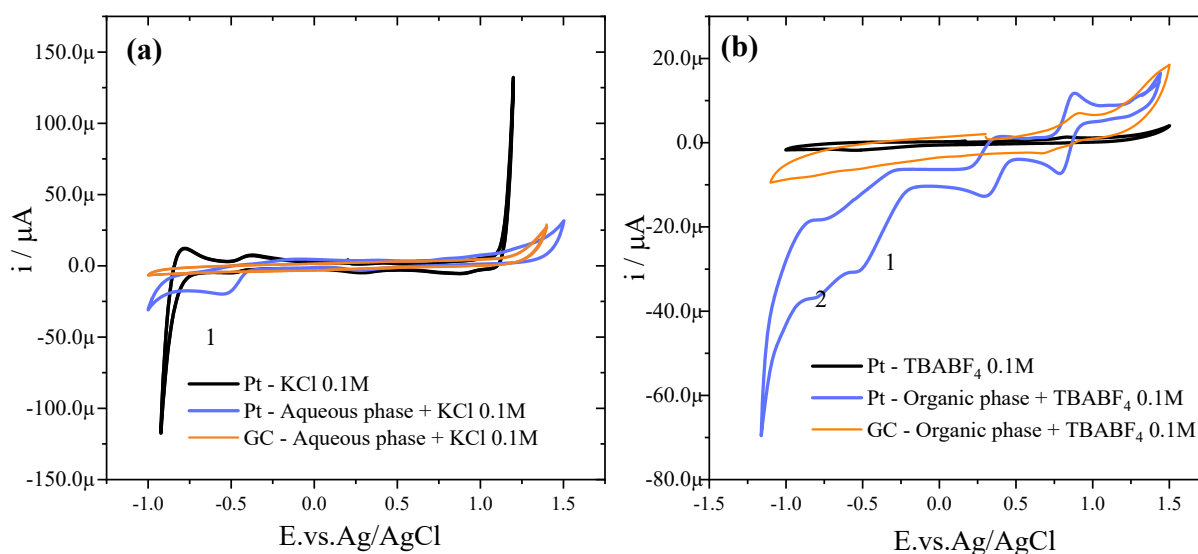 (a)
150.0µ
100.0µ
50.0µ
0.0
-50.0µ
-100.0µ
-150.0µ
i / µA
1
Pt - KCl 0.1M
Pt - Aqueous phase + KCl 0.1M
GC - Aqueous phase + KCl 0.1M
-1.0 -0.5 0.0 0.5 1.0 1.5
E.vs.Ag/AgCl
(b)
20.0µ
0.0
-20.0µ
-40.0µ
-60.0µ
-80.0µ
i / µA
1
2
Pt - TBABF₄ 0.1M
Pt - Organic phase + TBABF₄ 0.1M
GC - Organic phase + TBABF₄ 0.1M
-1.5 -1.0 -0.5 0.0 0.5 1.0 1.5
E.vs.Ag/AgCl